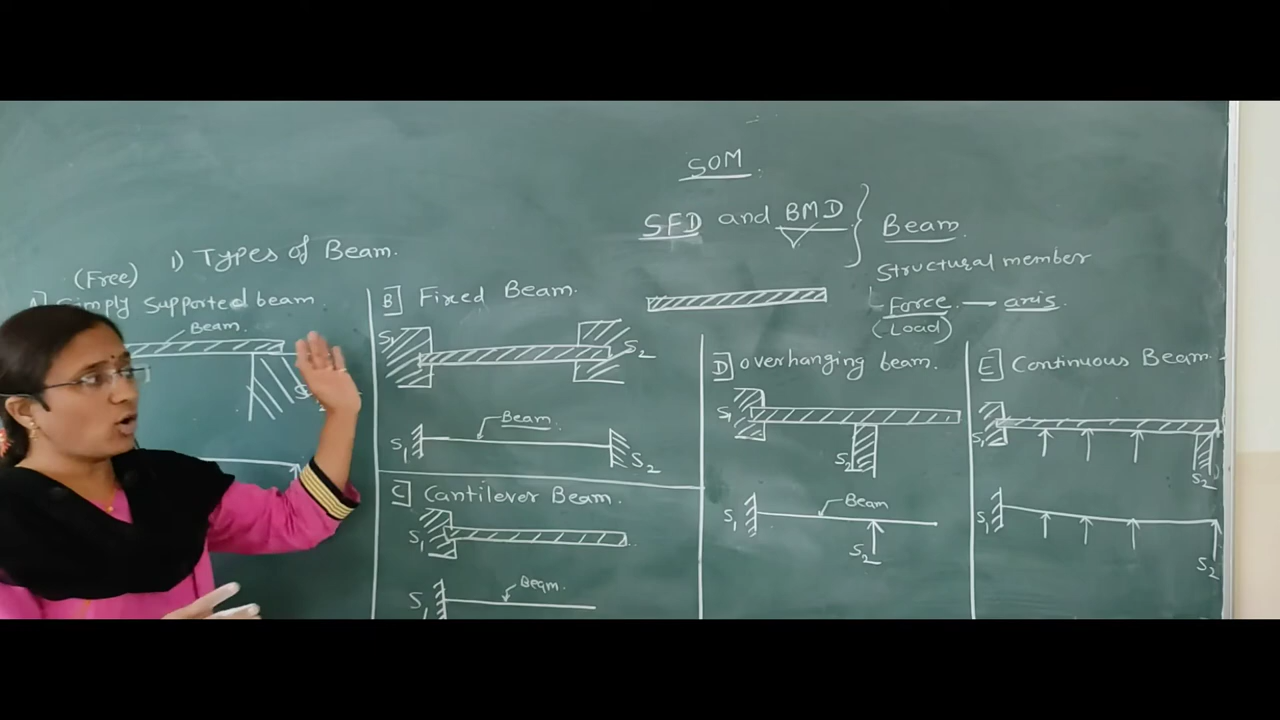 SOM
SFD and BMD
Beam
Structural member
Force — axis
(Load)
1) Types of Beam.
(Free)
A] Simply Supported beam
Beam
B] Fixed Beam.
S1
S2
Beam
S1
S2
C] Cantilever Beam.
S1
Beam
S1
D] overhanging beam.
S1
S2
Beam
S1
S2
E] Continuous Beam
S1
S2
S1
S2